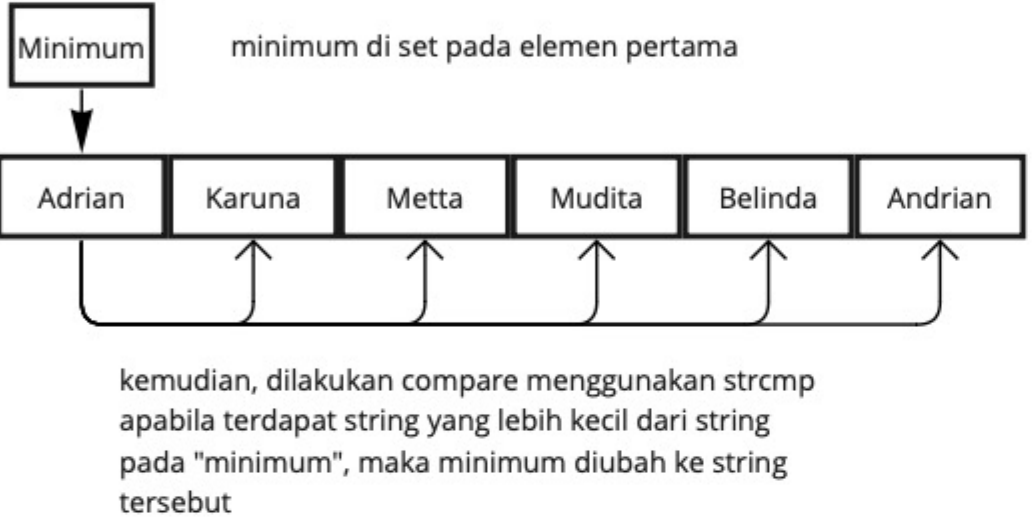 Minimum
minimum di set pada elemen pertama
Adrian
Karuna
Metta
Mudita
Belinda
Andrian
kemudian, dilakukan compare menggunakan strcmp
apabila terdapat string yang lebih kecil dari string
pada "minimum", maka minimum diubah ke string
tersebut